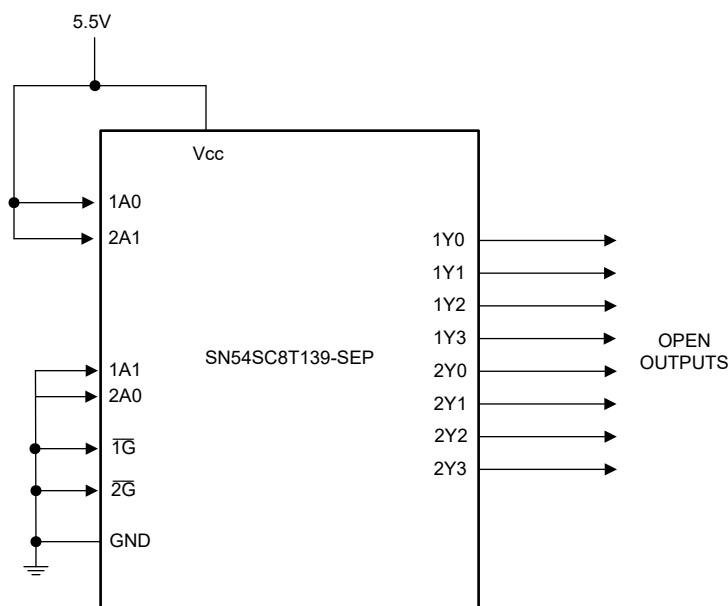 5.5V
Vcc
1A0
2A1
1A1
2A0
1G̅
2G̅
GND
SN54SC8T139-SEP
1Y0
1Y1
1Y2
1Y3
2Y0
2Y1
2Y2
2Y3
OPEN
OUTPUTS